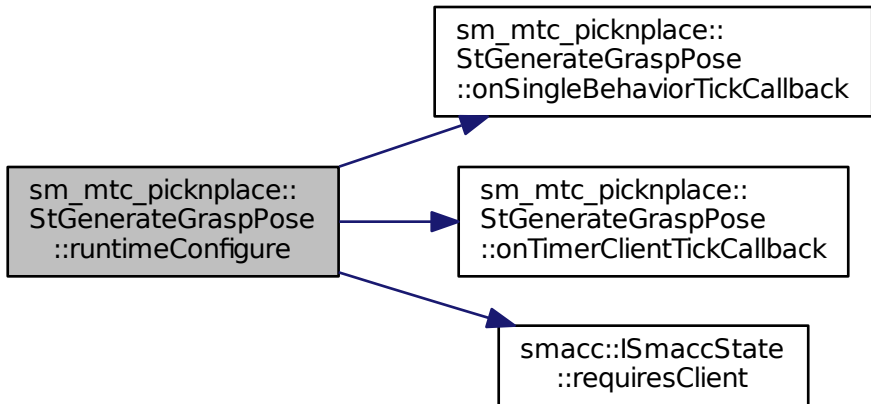 sm_mtc_picknplace::
StGenerateGraspPose
::onSingleBehaviorTickCallback
sm_mtc_picknplace::
StGenerateGraspPose
::runtimeConfigure
sm_mtc_picknplace::
StGenerateGraspPose
::onTimerClientTickCallback
smacc::ISmaccState
::requiresClient